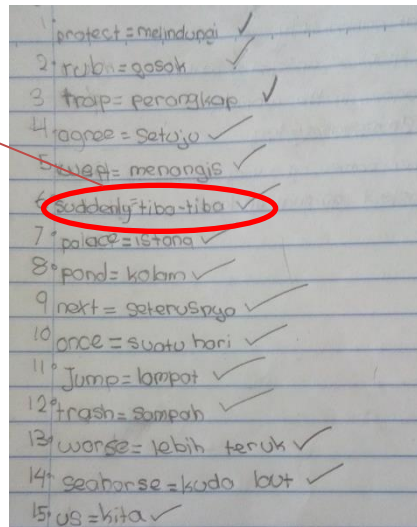 1. protect = melindungi
2. rub = gosok
3 trap = perangkap
4. agree = setuju
5 = menangis
6 suddenly = tiba-tiba
7. palace = istana
8. pond = kolam
9 next = seterusnya
10 once = suatu hari
11. Jump = lompat
12. trash = sampah
13. worse = lebih teruk
14. seahorse = kuda laut
15. us = kita